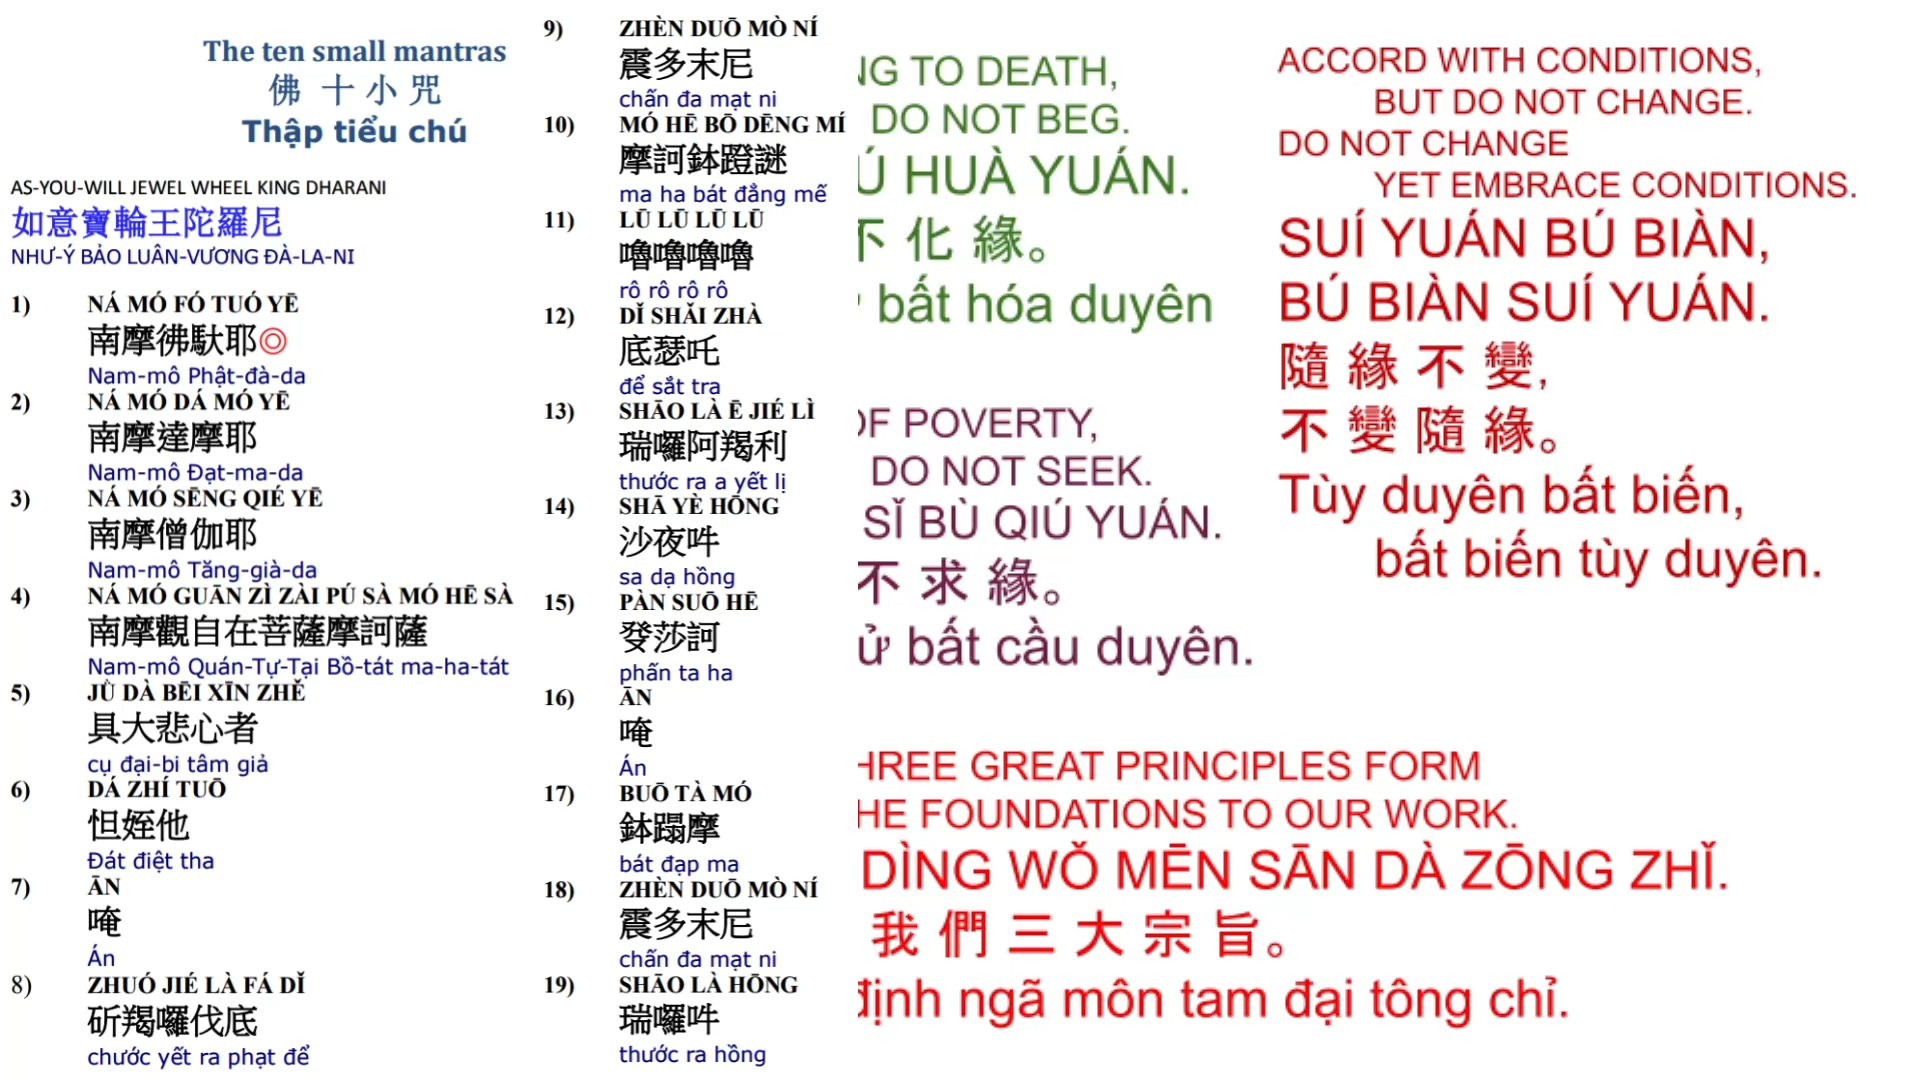 The ten small mantras
佛 十 小 咒
Thập tiểu chú
AS-YOU-WILL JEWEL WHEEL KING DHARANI
如意寶輪王陀羅尼
NHƯ-Ý BẢO LUÂN-VƯƠNG ĐÀ-LA-NI
1) NÁ MÓ FÓ TUÓ YĒ
南摩彿馱耶◎
Nam-mô Phật-đà-da
2) NÁ MÓ DÁ MÓ YĒ
南摩達摩耶
Nam-mô Đạt-ma-da
3) NÁ MÓ SĒNG QIÉ YĒ
南摩僧伽耶
Nam-mô Tăng-già-da
4) NÁ MÓ GUĀN ZÌ ZÀI PÚ SÀ MÓ HĒ SÀ
南摩觀自在菩薩摩訶薩
Nam-mô Quán-Tự-Tại Bồ-tát ma-ha-tát
5) JÙ DÀ BĒI XĪN ZHĚ
具大悲心者
cụ đại-bi tâm giả
6) DÁ ZHÍ TUŌ
怛姪他
Đát điệt tha
7) ĀN
唵
Án
8) ZHUÓ JIÉ LÀ FÁ DǏ
斫羯囉伐底
chước yết ra phạt để
9) ZHÈN DUŌ MÒ NÍ
震多末尼
chấn đa mạt ni
10) MÓ HĒ BŌ DĒNG MÍ
摩訶鉢蹬謎
ma ha bát đẳng mế
11) LŪ LŪ LŪ LŪ
嚕嚕嚕嚕
rô rô rô rô
12) DǏ SHǍI ZHÀ
底瑟吒
để sắt tra
13) SHĀO LÀ Ē JIÉ LÌ
瑞囉阿羯利
thước ra a yết lị
14) SHĀ YÈ HŌNG
沙夜吽
sa dạ hồng
15) PÀN SUŌ HĒ
癹莎訶
phấn ta ha
16) ĀN
唵
Án
17) BUŌ TÀ MÓ
鉢蹋摩
bát đạp ma
18) ZHÈN DUŌ MÒ NÍ
震多末尼
chấn đa mạt ni
19) SHĀO LÀ HŌNG
瑞囉吽
thước ra hồng
TO DEATH,
DO NOT BEG.
HUÀ YUÁN.
不 化 緣。
bất hóa duyên
OF POVERTY,
DO NOT SEEK.
SǏ BÙ QIÚ YUÁN.
不 求 緣。
bất cầu duyên.
ACCORD WITH CONDITIONS,
BUT DO NOT CHANGE.
DO NOT CHANGE
YET EMBRACE CONDITIONS.
SUÍ YUÁN BÚ BIÀN,
BÚ BIÀN SUÍ YUÁN.
隨 緣 不 變,
不 變 隨 緣。
Tùy duyên bất biến,
bất biến tùy duyên.
GREAT PRINCIPLES FORM
FOUNDATIONS TO OUR WORK.
DÌNG WǑ MĒN SĀN DÀ ZŌNG ZHǏ.
我 們 三 大 宗 旨。
định ngã môn tam đại tông chỉ.